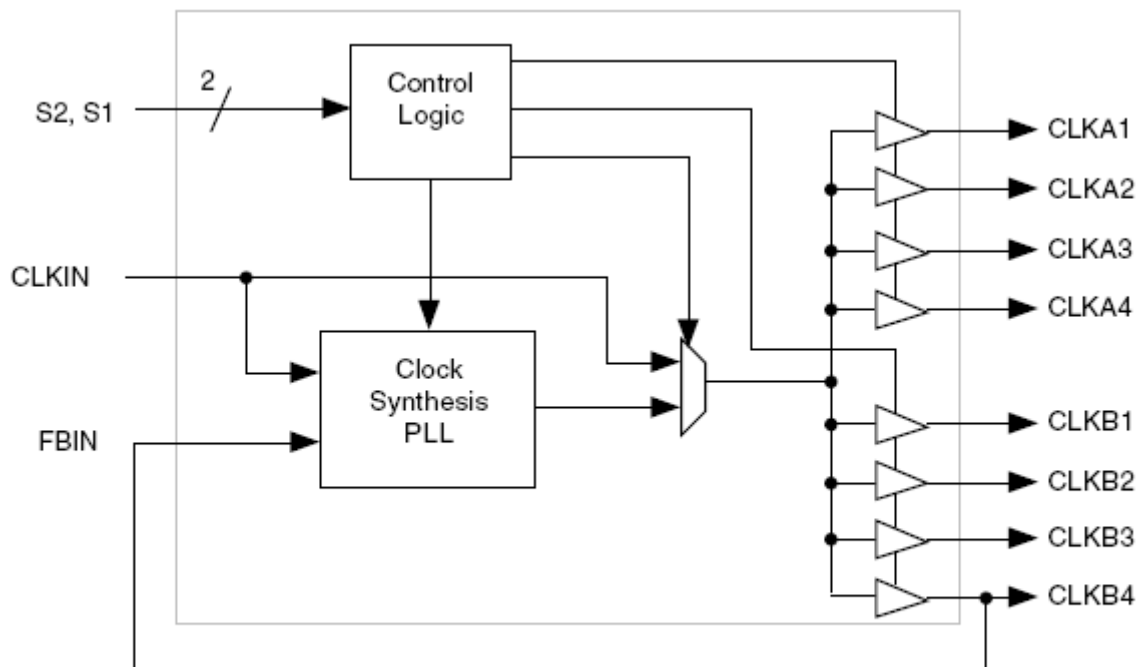 2
S2, S1
Control
Logic
CLKA1
CLKA2
CLKA3
CLKA4
CLKIN
Clock
Synthesis
PLL
FBIN
CLKB1
CLKB2
CLKB3
CLKB4